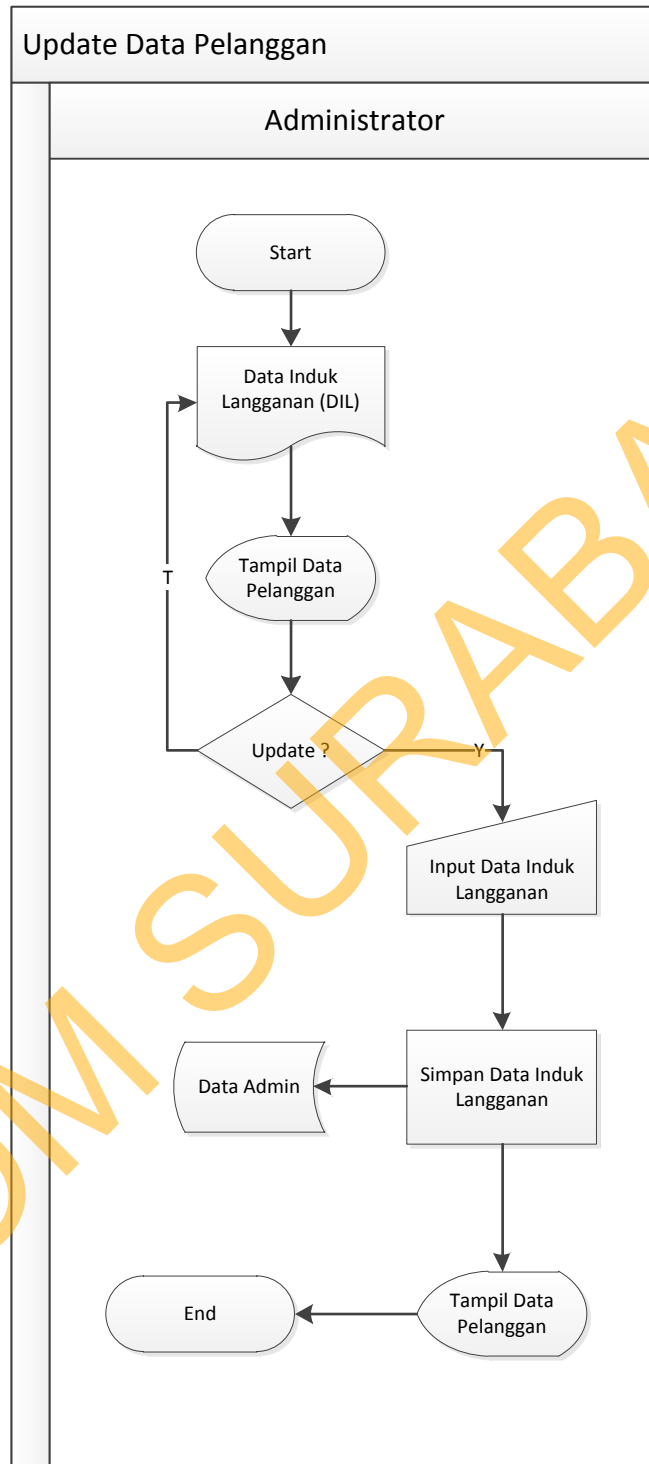 Update Data Pelanggan
Administrator
Start
Data Induk
Langganan (DIL)
Tampil Data
Pelanggan
T
Update ?
Y
Input Data Induk
Langganan
Simpan Data Induk
Langganan
Data Admin
Tampil Data
Pelanggan
End
OM SURABA